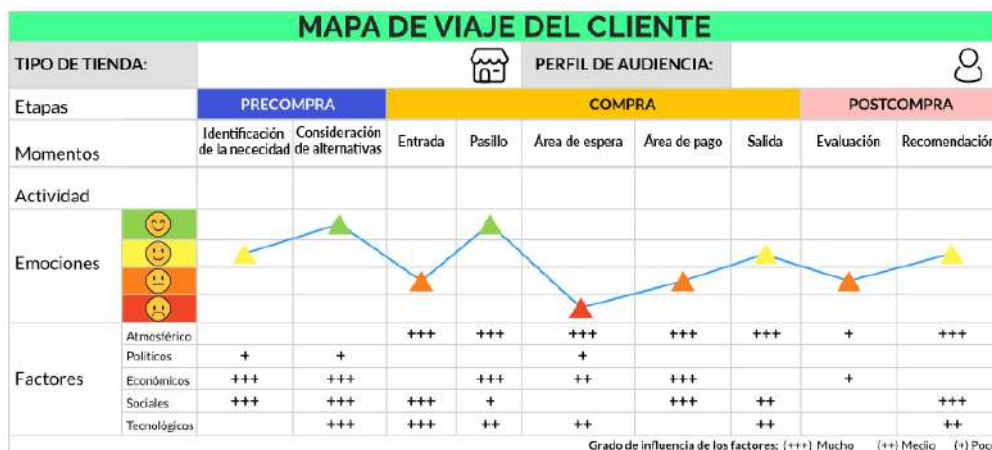 MAPA DE VIAJE DEL CLIENTE
TIPO DE TIENDA: PERFIL DE AUDIENCIA:
Etapas PRECOMPRA COMPRA POSTCOMPRA
Momentos Identificación de la nececidad Consideración de alternativas Entrada Pasillo Área de espera Área de pago Salida Evaluación Recomendación
Actividad
Emociones
Factores
Atmosférico +++ +++ +++ +++ +++ + +++
Políticos + + +
Económicos +++ +++ +++ ++ +++ +
Sociales +++ +++ +++ + +++ ++ +++
Tecnológicos +++ +++ ++ ++ ++ ++
Grado de influencia de los factores: (+++) Mucho (++) Medio (+) Poco